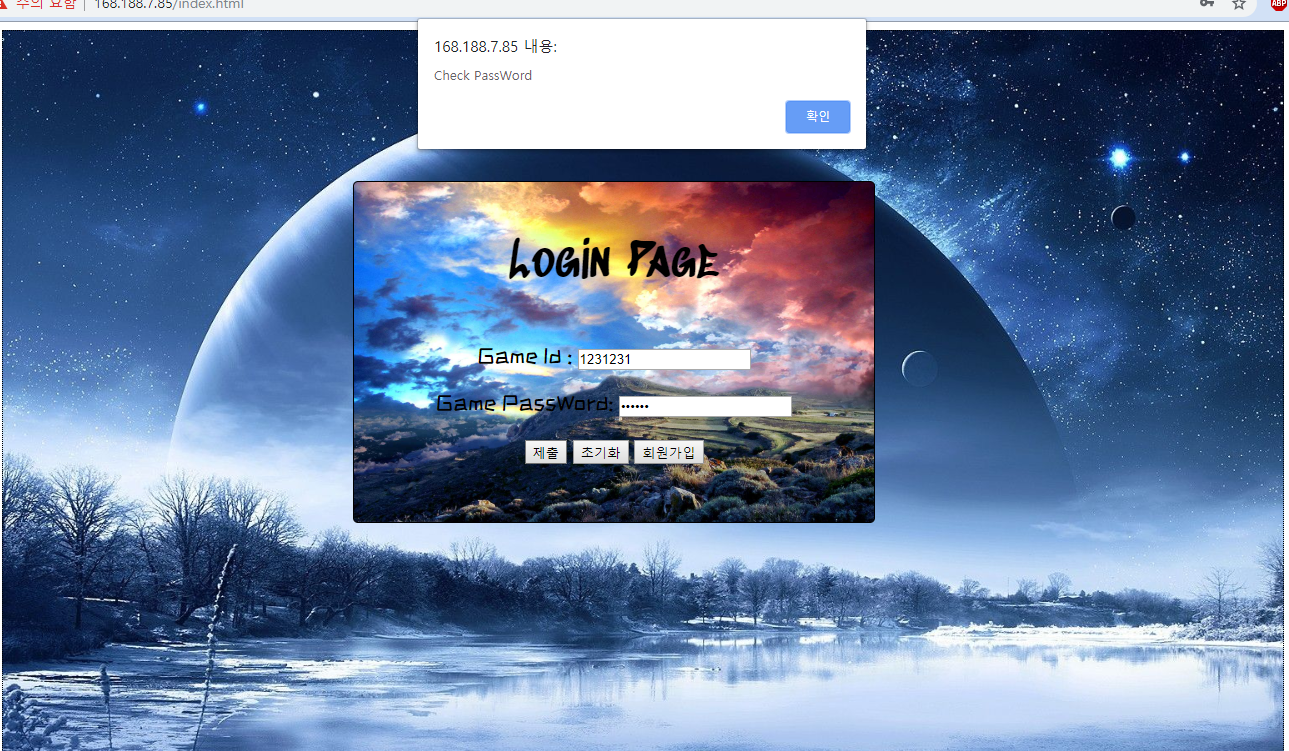 주의 요함 | 168.188.7.85/index.html
ABP
168.188.7.85 내용:
Check PassWord
확인
Login Page
Game Id : 1231231
Game PassWord: ••••••
제출 초기화 회원가입